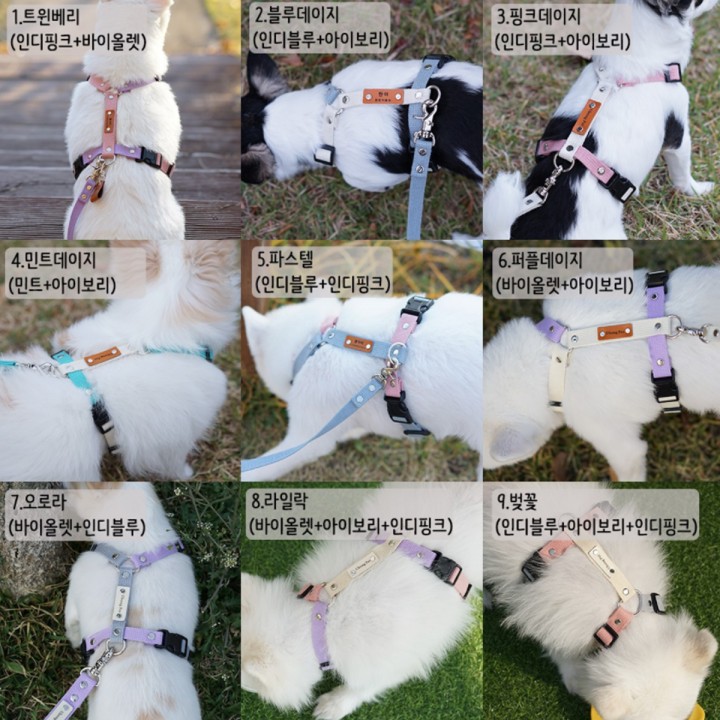 1.트윈베리
(인디핑크+바이올렛)
2.블루데이지
(인디블루+아이보리)
3.핑크데이지
(인디핑크+아이보리)
4.민트데이지
(민트+아이보리)
5.파스텔
(인디블루+인디핑크)
6.퍼플데이지
(바이올렛+아이보리)
7.오로라
(바이올렛+인디블루)
8.라일락
(바이올렛+아이보리+인디핑크)
9.벚꽃
(인디블루+아이보리+인디핑크)